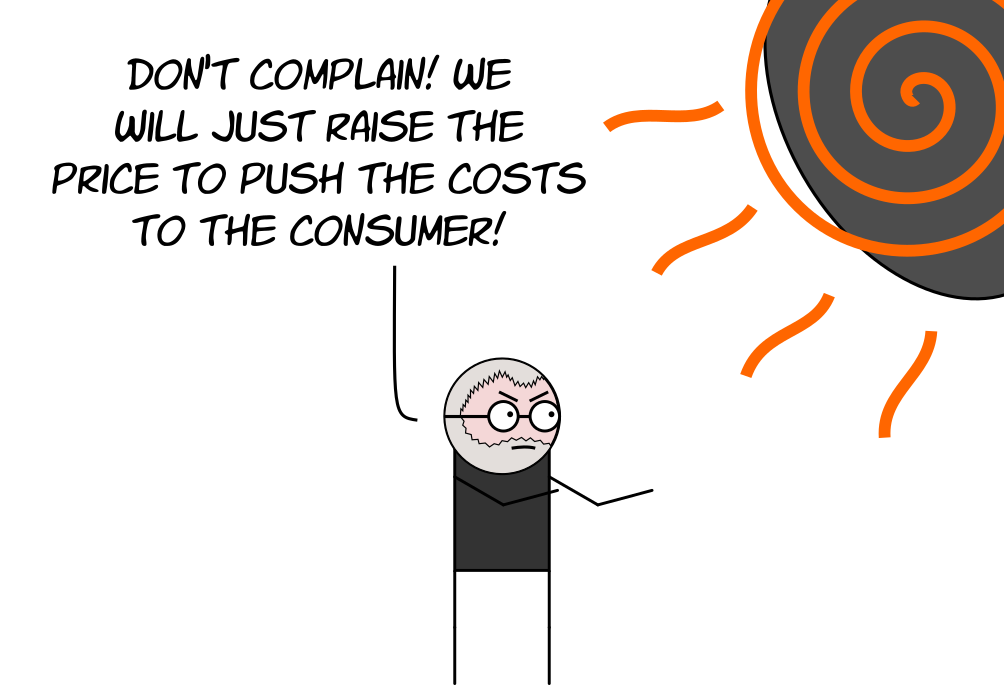 DON'T COMPLAIN! WE
WILL JUST RAISE THE
PRICE TO PUSH THE COSTS
TO THE CONSUMER!